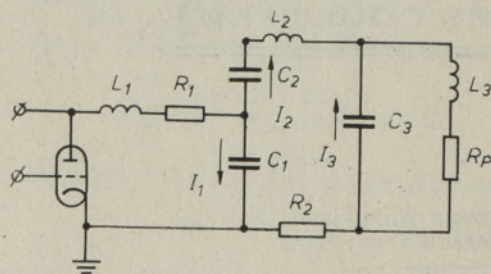 L₂
L₁
R₁
C₂
L₃
I₂
C₃
I₁
C₁
I₃
Rₚ
R₂